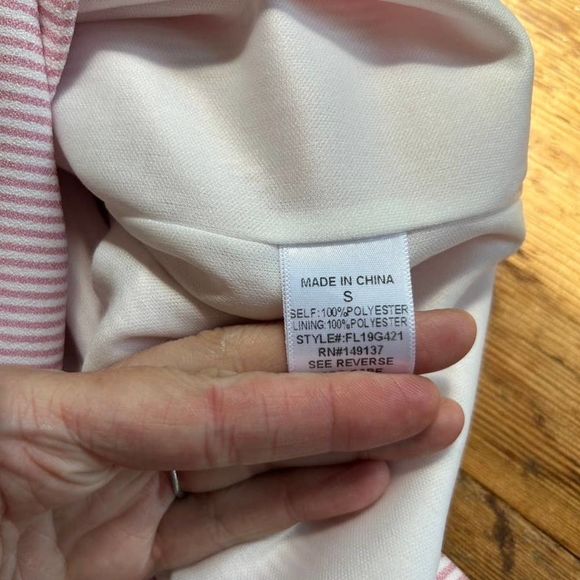 MADE IN CHINA
S
SELF:100%POLYESTER
LINING:100%POLYESTER
STYLE#:FL19G421
RN#149137
SEE REVERSE